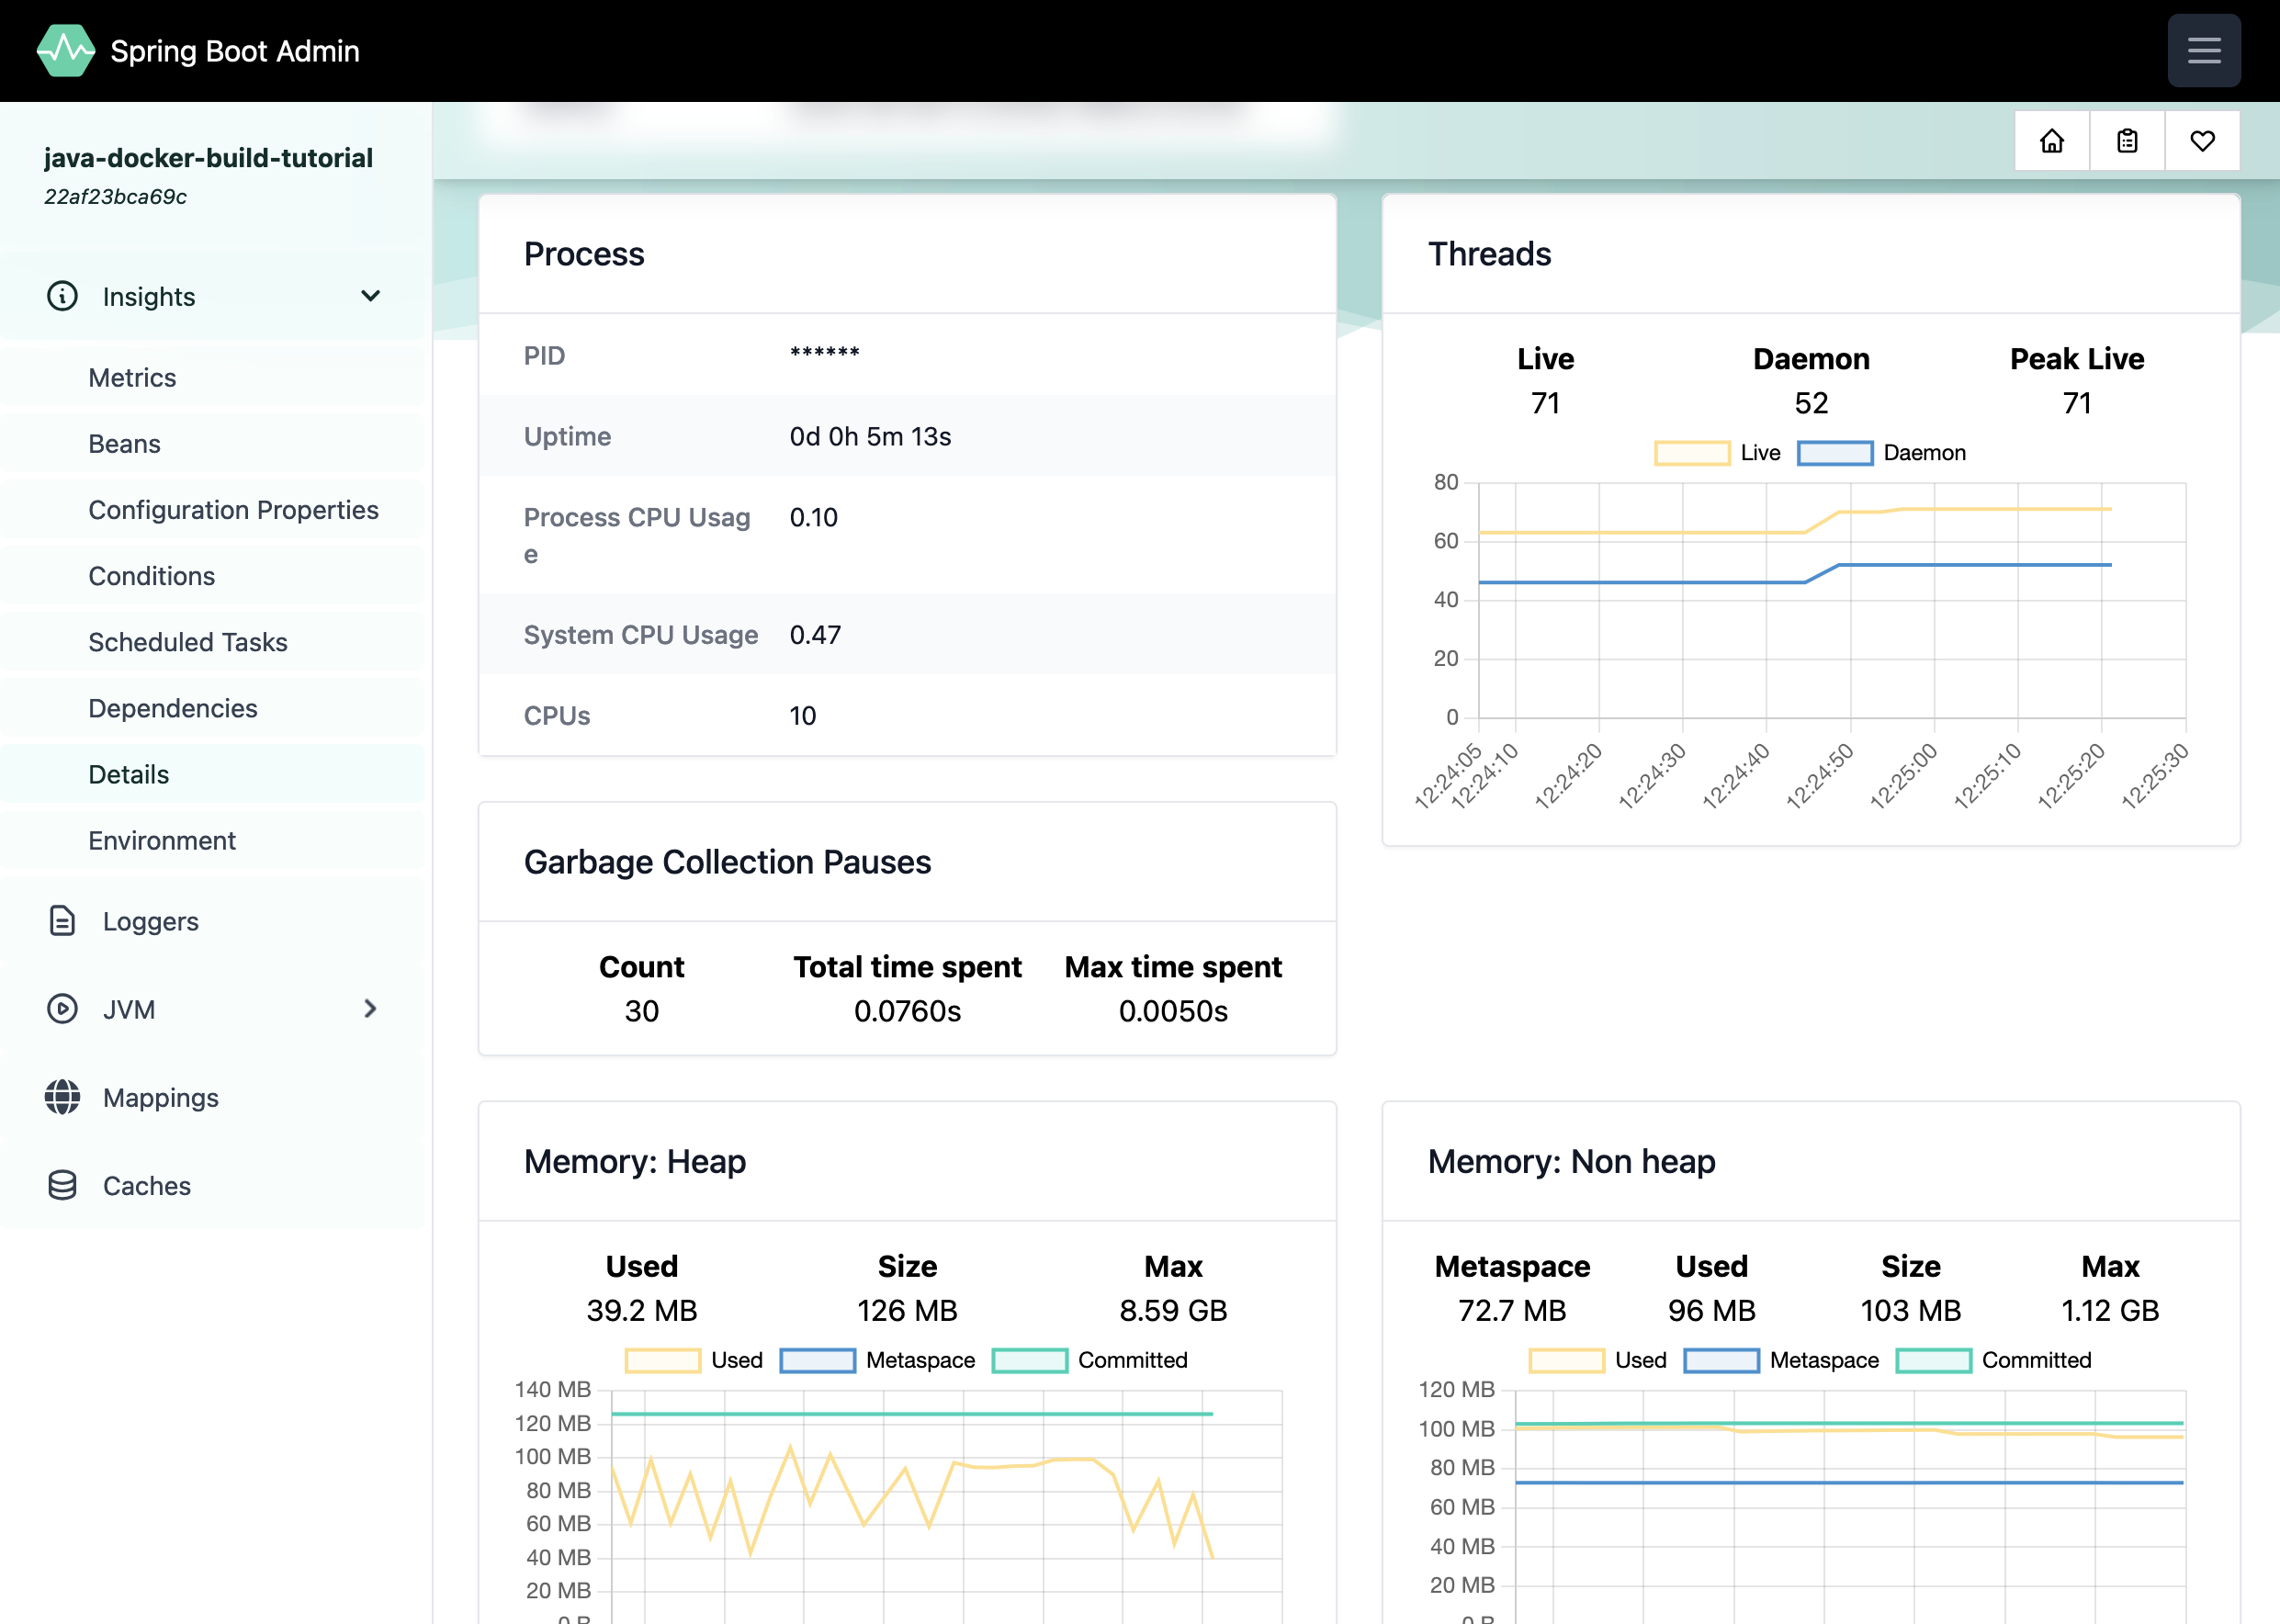 Spring Boot Admin
java-docker-build-tutorial
22af23bca69c
Insights
Metrics
Beans
Configuration Properties
Conditions
Scheduled Tasks
Dependencies
Details
Environment
Loggers
JVM
Mappings
Caches
Process
PID ******
Uptime 0d 0h 5m 13s
Process CPU Usag 0.10
e
System CPU Usage 0.47
CPUs 10
Threads
Live Daemon Peak Live
71 52 71
Live Daemon
80
60
40
20
0
12:24:05 12:24:10 12:24:20 12:24:30 12:24:40 12:24:50 12:25:00 12:25:10 12:25:20 12:25:30
Garbage Collection Pauses
Count Total time spent Max time spent
30 0.0760s 0.0050s
Memory: Heap
Used Size Max
39.2 MB 126 MB 8.59 GB
Used Metaspace Committed
140 MB
120 MB
100 MB
80 MB
60 MB
40 MB
20 MB
0 B
Memory: Non heap
Metaspace Used Size Max
72.7 MB 96 MB 103 MB 1.12 GB
Used Metaspace Committed
120 MB
100 MB
80 MB
60 MB
40 MB
20 MB
0 B